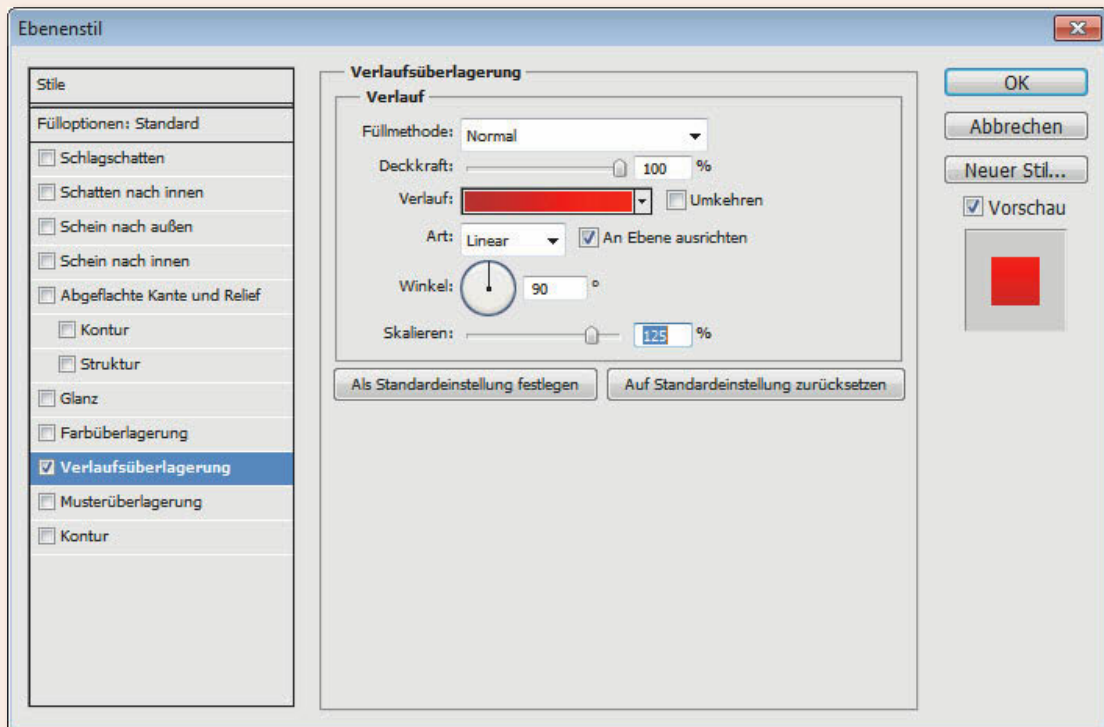 Ebenenstil
Stile
Fülloptionen: Standard
Schlagschatten
Schatten nach innen
Schein nach außen
Schein nach innen
Abgeflachte Kante und Relief
Kontur
Struktur
Glanz
Farbüberlagerung
Verlaufsüberlagerung
Musterüberlagerung
Kontur
Verlaufsüberlagerung
Verlauf
Füllmethode: Normal
Deckkraft: 100 %
Verlauf: Umkehren
Art: Linear An Ebene ausrichten
Winkel: 90 °
Skalieren: 125 %
Als Standardeinstellung festlegen Auf Standardeinstellung zurücksetzen
OK
Abbrechen
Neuer Stil...
Vorschau